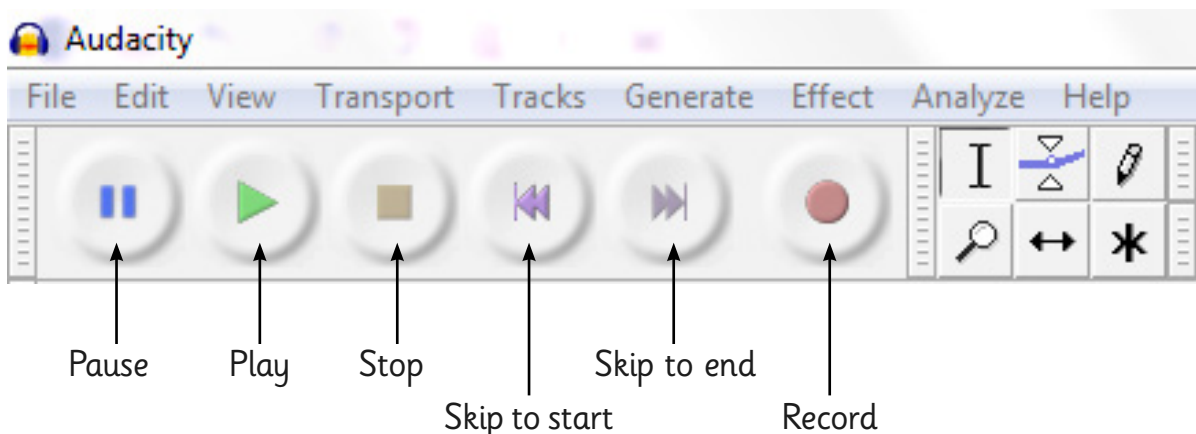 Audacity
File Edit View Transport Tracks Generate Effect Analyze Help
Pause Play Stop Skip to end
Skip to start Record